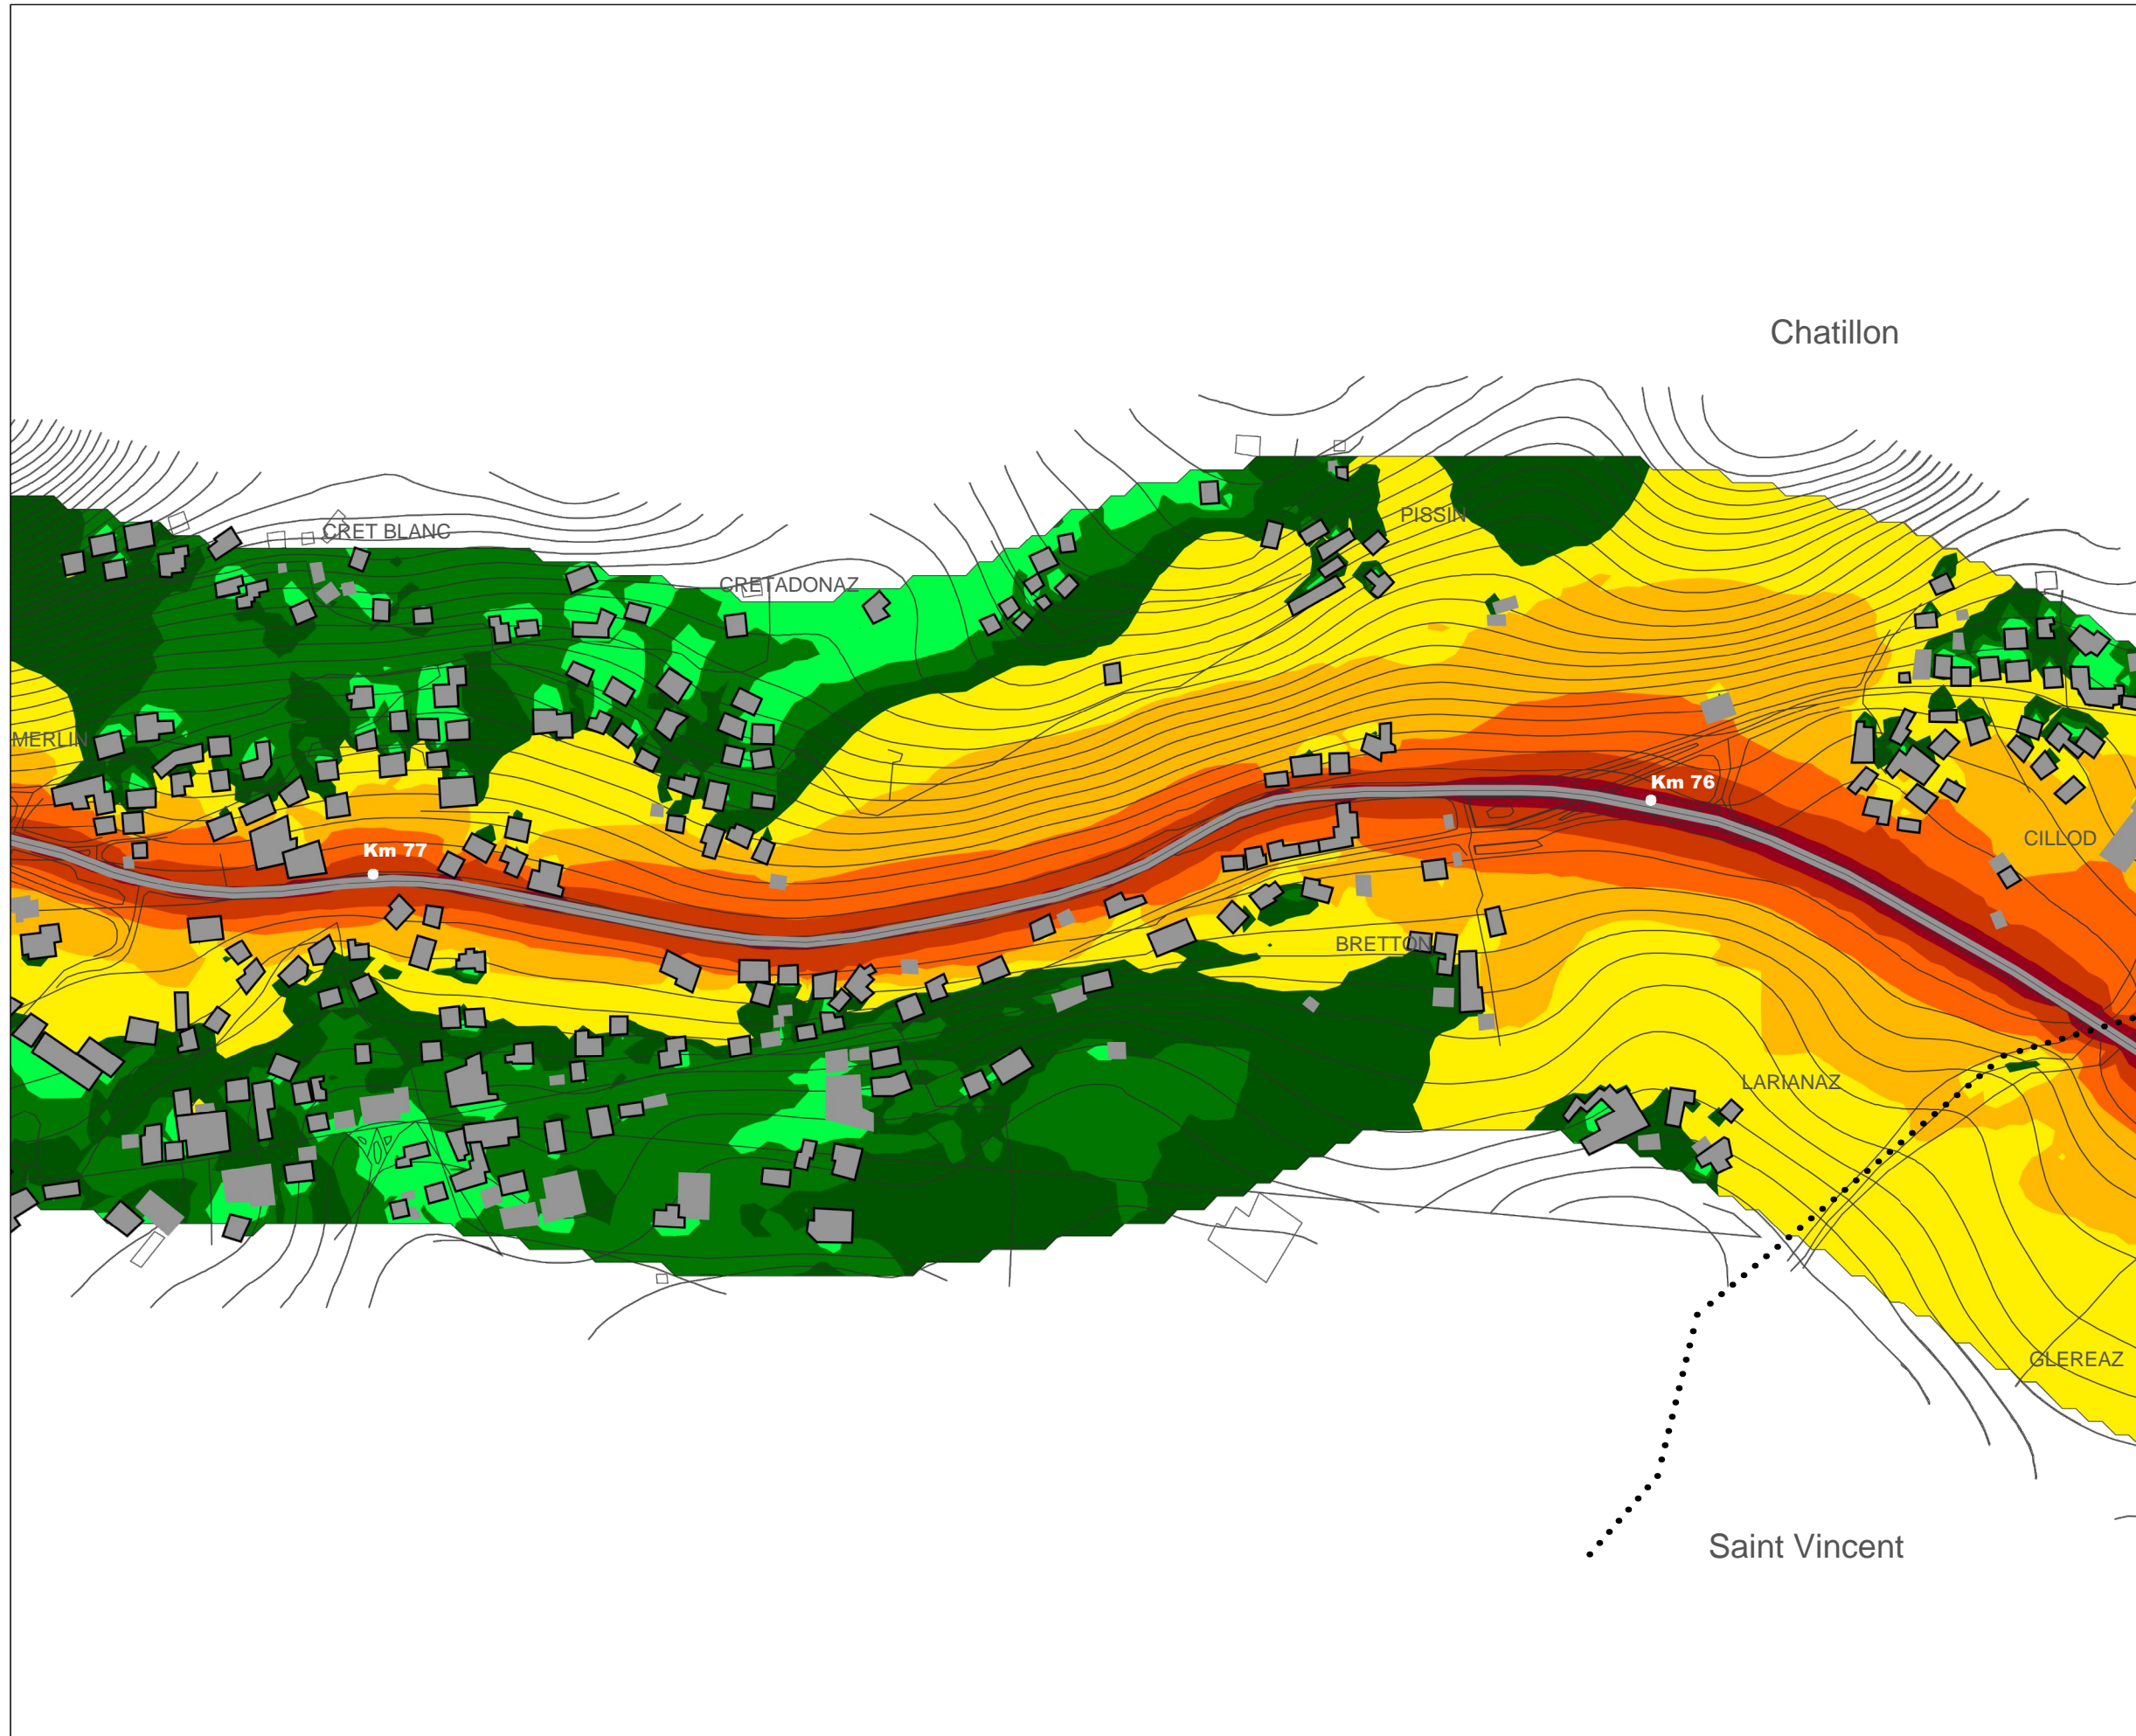 Chatillon
PISSIN
CRET BLANC
CRETADONAZ
MERLIN
Km 76
CILLOD
Km 77
BRETTON
LARIANAZ
GLEREAZ
Saint Vincent